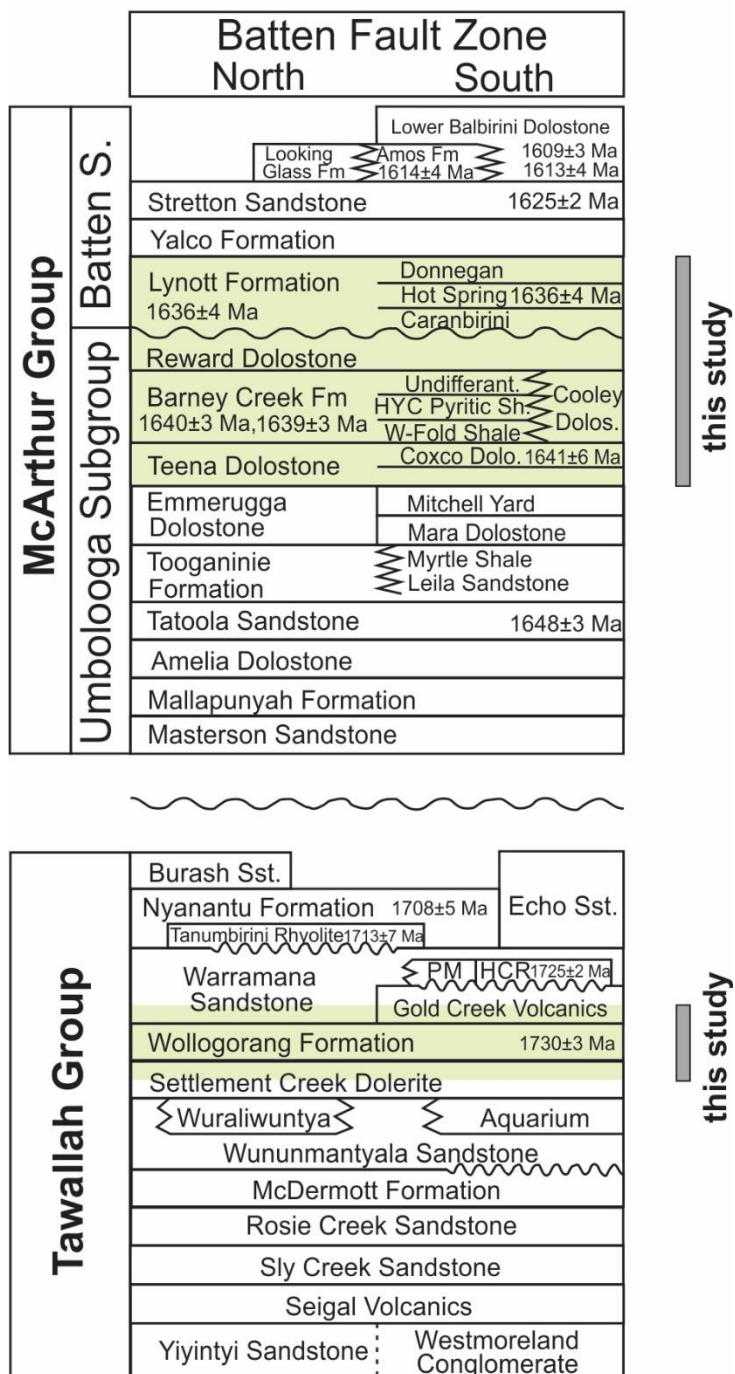 Batten Fault Zone
North South
McArthur Group
Batten S.
Umbolooga Subgroup
Lower Balbirini Dolostone
Looking Glass Fm
Amos Fm
1614±4 Ma
1609±3 Ma
1613±4 Ma
Stretton Sandstone 1625±2 Ma
Yalco Formation
Lynott Formation
1636±4 Ma
Donnegan
Hot Spring 1636±4 Ma
Caranbirini
Reward Dolostone
Barney Creek Fm
1640±3 Ma,1639±3 Ma
Undifferant.
HYC Pyritic Sh.
W-Fold Shale
Cooley
Dolos.
Teena Dolostone
Coxco Dolo. 1641±6 Ma
Emmerugga
Dolostone
Mitchell Yard
Mara Dolostone
Tooganinie
Formation
Myrtle Shale
Leila Sandstone
Tatoola Sandstone 1648±3 Ma
Amelia Dolostone
Mallapunyah Formation
Masterson Sandstone
this study
Tawallah Group
Burash Sst.
Nyanantu Formation 1708±5 Ma
Echo Sst.
Tanumbirini Rhyolite1713±7 Ma
Warramana
Sandstone
PM HCR1725±2 Ma
Gold Creek Volcanics
Wollogorang Formation 1730±3 Ma
Settlement Creek Dolerite
Wuraliwuntya Aquarium
Wununmantyala Sandstone
McDermott Formation
Rosie Creek Sandstone
Sly Creek Sandstone
Seigal Volcanics
Yiyintyi Sandstone
Westmoreland
Conglomerate
this study